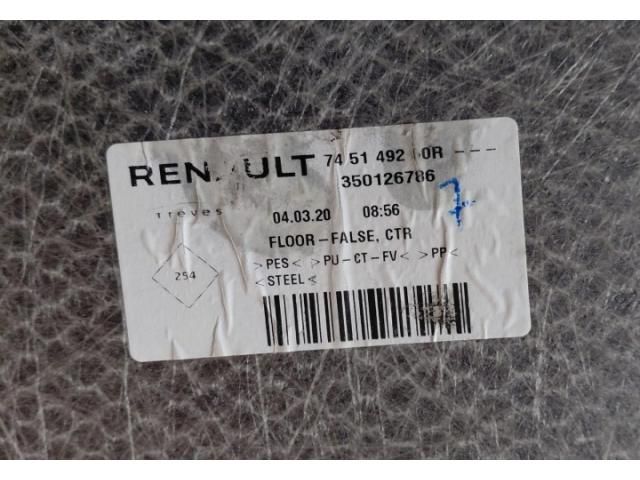 RENAULT 74 51 492 0R ---
350126786
Treves 04.03.20 08:56
FLOOR-FALSE, CTR
254 >PES< >PU-CT-FV< >PP<
<STEEL<